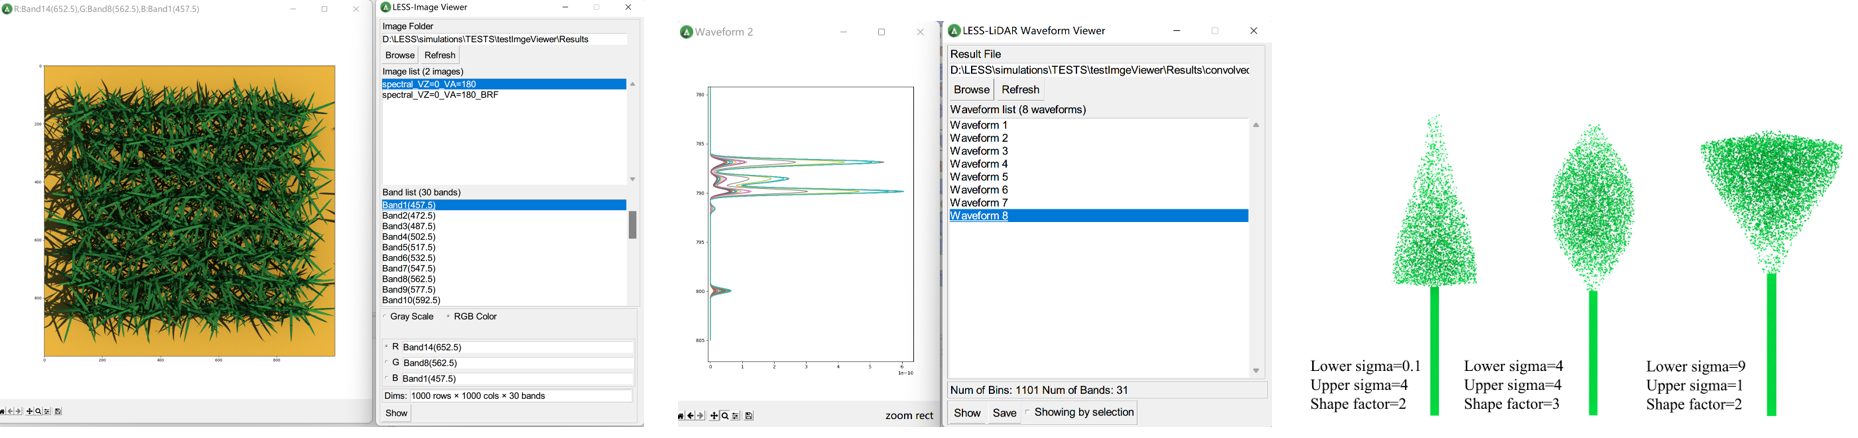 R:Band14(652.5),G:Band8(562.5),B:Band1(457.5)
0
200
400
600
800
0
200
400
600
800
LESS-Image Viewer
Image Folder
D:\LESS\simulations\TESTS\testImgeViewer\Results
Browse Refresh
Image list (2 images)
spectral_VZ=0_VA=180
spectral_VZ=0_VA=180_BRF
Band list (30 bands)
Band1(457.5)
Band2(472.5)
Band3(487.5)
Band4(502.5)
Band5(517.5)
Band6(532.5)
Band7(547.5)
Band8(562.5)
Band9(577.5)
Band10(592.5)
Gray Scale RGB Color
R Band14(652.5)
G Band8(562.5)
B Band1(457.5)
Dims: 1000 rows × 1000 cols × 30 bands
Show
Waveform 2
780
785
790
795
800
805
0 1 2 3 4 5 6
1e-10
zoom rect
LESS-LiDAR Waveform Viewer
Result File
D:\LESS\simulations\TESTS\testImgeViewer\Results\convolved
Browse Refresh
Waveform list (8 waveforms)
Waveform 1
Waveform 2
Waveform 3
Waveform 4
Waveform 5
Waveform 6
Waveform 7
Waveform 8
Num of Bins: 1101 Num of Bands: 31
Show Save Showing by selection
Lower sigma=0.1
Upper sigma=4
Shape factor=2
Lower sigma=4
Upper sigma=4
Shape factor=3
Lower sigma=9
Upper sigma=1
Shape factor=2